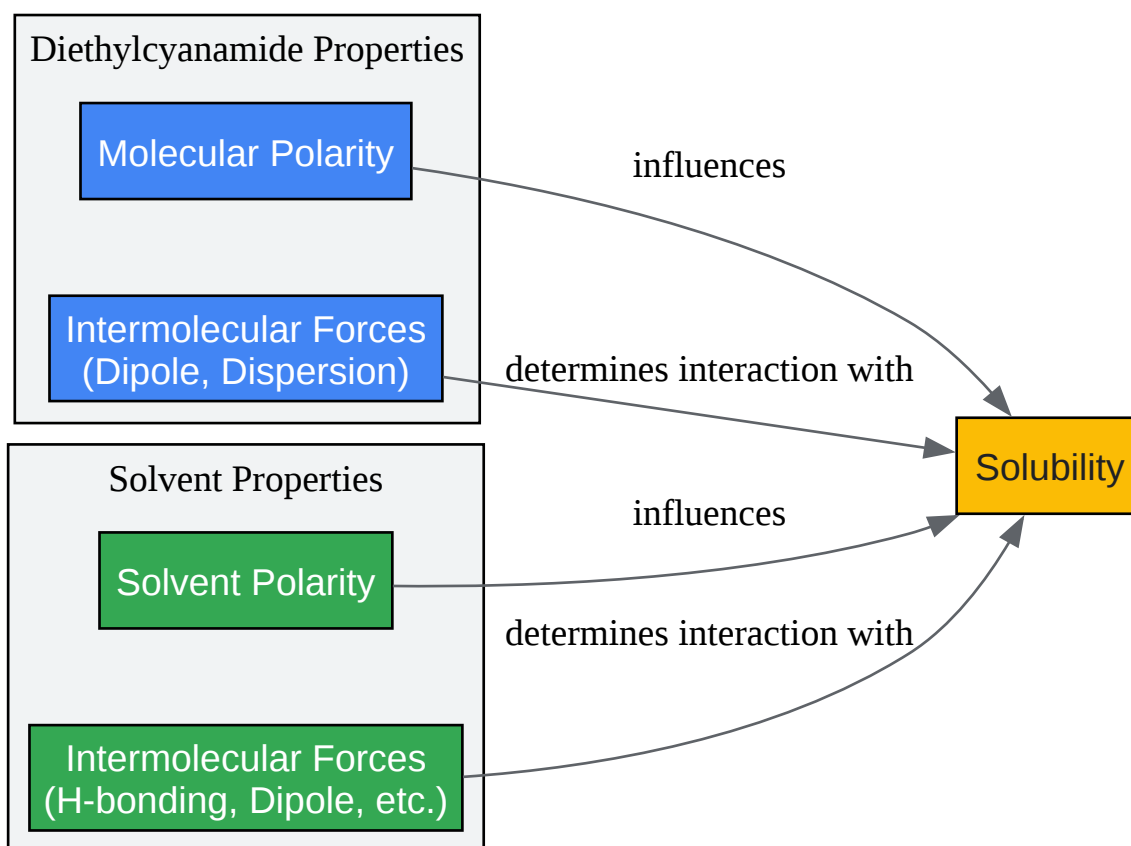 Diethylcyanamide Properties
Molecular Polarity
influences
Intermolecular Forces
(Dipole, Dispersion)
determines interaction with
Solubility
Solvent Properties
influences
Solvent Polarity
determines interaction with
Intermolecular Forces
(H-bonding, Dipole, etc.)